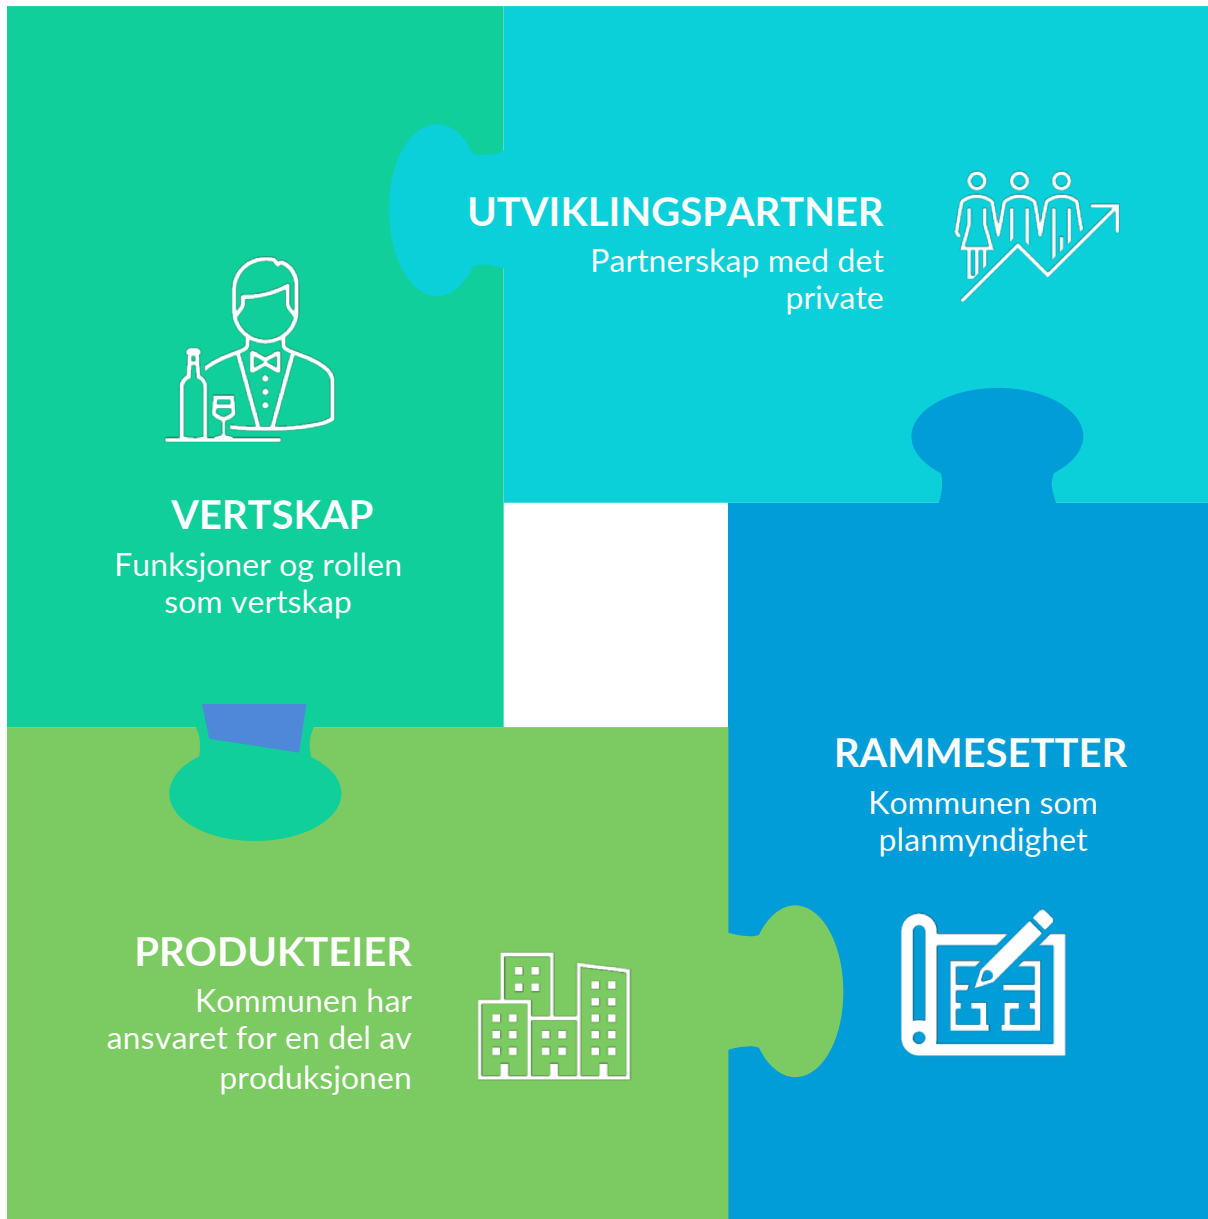 UTVIKLINGSPARTNER
Partnerskap med det
private
VERTSKAP
Funksjoner og rollen
som vertskap
RAMMESETTER
Kommunen som
planmyndighet
PRODUKTEIER
Kommunen har
ansvaret for en del av
produksjonen